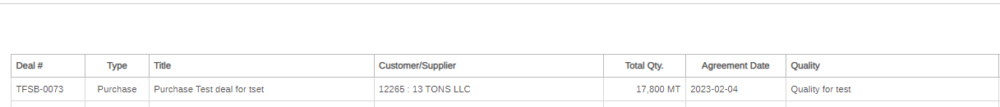 Deal # Type Title Customer/Supplier Total Qty. Agreement Date Quality
TFSB-0073 Purchase Purchase Test deal for tset 12265 : 13 TONS LLC 17,800 MT 2023-02-04 Quality for test